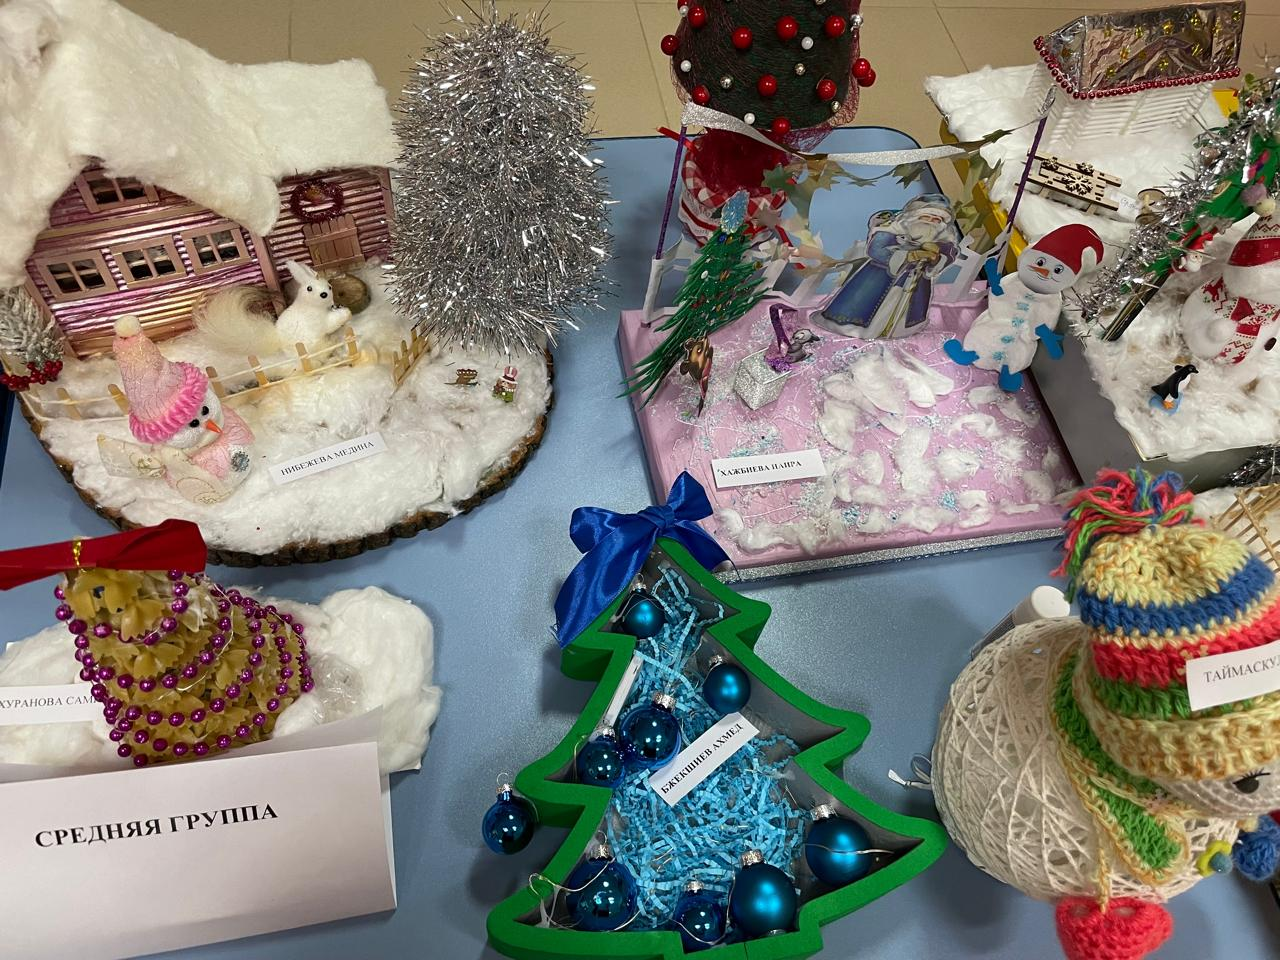 НИБЕЖЕВА МЕДИНА
ХАЖБИЕВА НАИРА
ХУРАНОВА САМ
ТАЙМАСКУ
БЖЕКШИЕВ АХМЕД
СРЕДНЯЯ ГРУППА